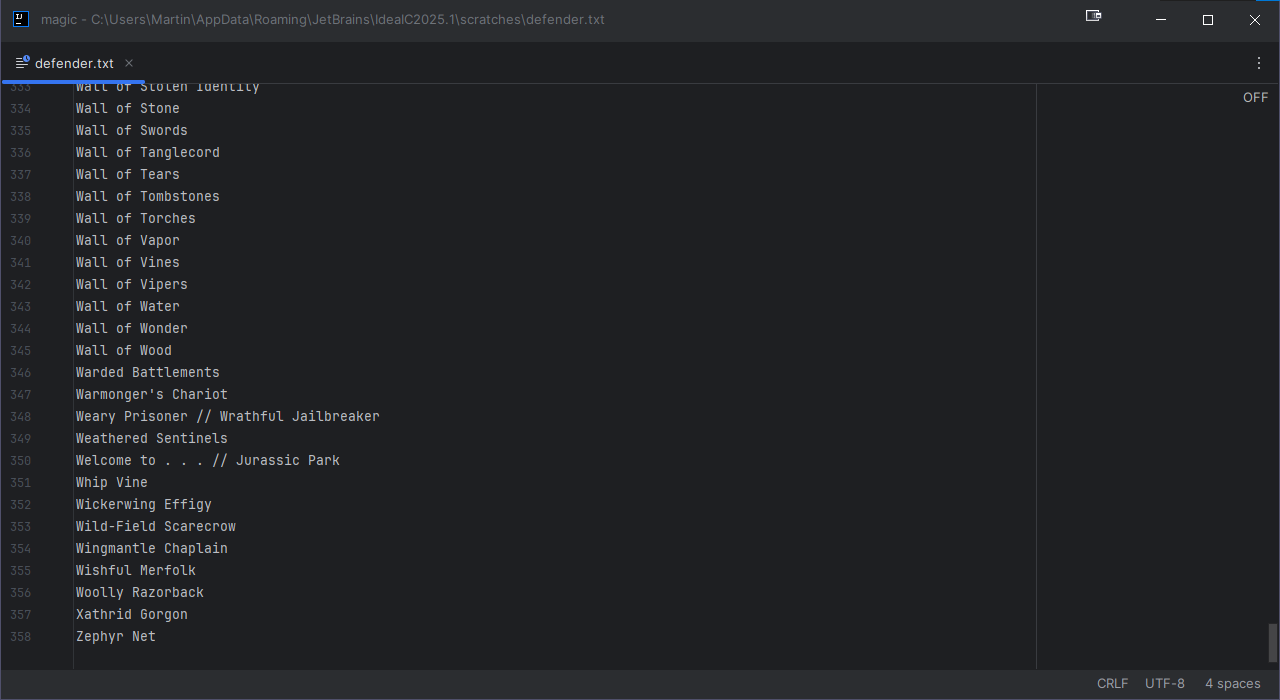 magic - C:\Users\Martin\AppData\Roaming\JetBrains\IdeaIC2025.1\scratches\defender.txt
defender.txt
OFF
333 Wall of Stolen Identity
334 Wall of Stone
335 Wall of Swords
336 Wall of Tanglecord
337 Wall of Tears
338 Wall of Tombstones
339 Wall of Torches
340 Wall of Vapor
341 Wall of Vines
342 Wall of Vipers
343 Wall of Water
344 Wall of Wonder
345 Wall of Wood
346 Warded Battlements
347 Warmonger's Chariot
348 Weary Prisoner // Wrathful Jailbreaker
349 Weathered Sentinels
350 Welcome to . . . // Jurassic Park
351 Whip Vine
352 Wickerwing Effigy
353 Wild-Field Scarecrow
354 Wingmantle Chaplain
355 Wishful Merfolk
356 Woolly Razorback
357 Xathrid Gorgon
358 Zephyr Net
CRLF UTF-8 4 spaces